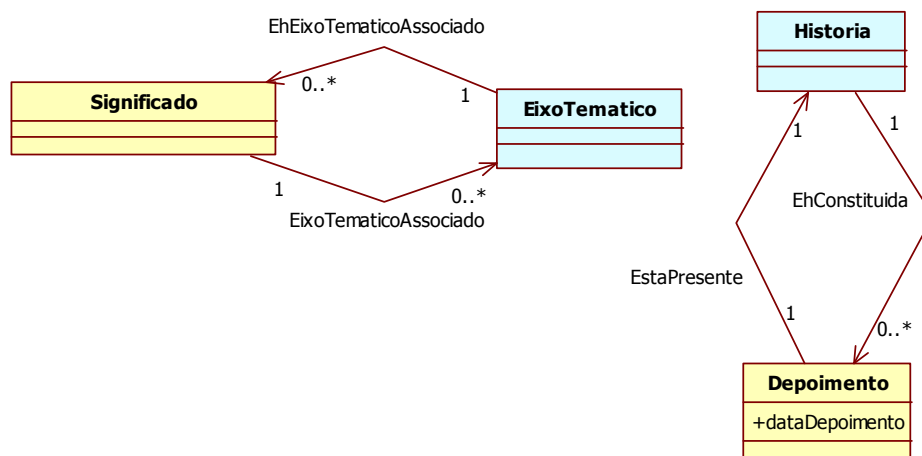 EhEixoTematicoAssociado
0..*
1
Significado
EixoTematico
1
0..*
EixoTematicoAssociado
Historia
1
1
EhConstituida
EstaPresente
1
0..*
Depoimento
+dataDepoimento